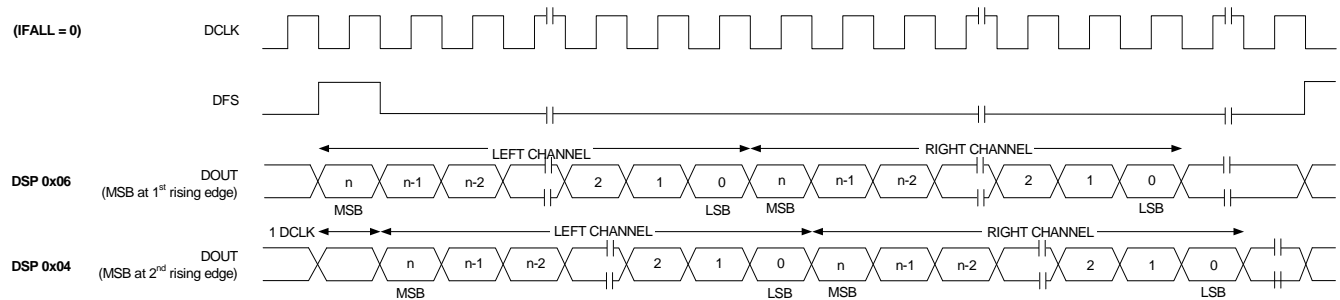 (IFALL = 0) DCLK
DFS
LEFT CHANNEL RIGHT CHANNEL
DSP 0x06 DOUT n n-1 n-2 2 1 0 n n-1 n-2 2 1 0
(MSB at 1st rising edge)
MSB LSB MSB LSB
1 DCLK LEFT CHANNEL RIGHT CHANNEL
DSP 0x04 DOUT n n-1 n-2 2 1 0 n n-1 n-2 2 1 0
(MSB at 2nd rising edge)
MSB LSB MSB LSB